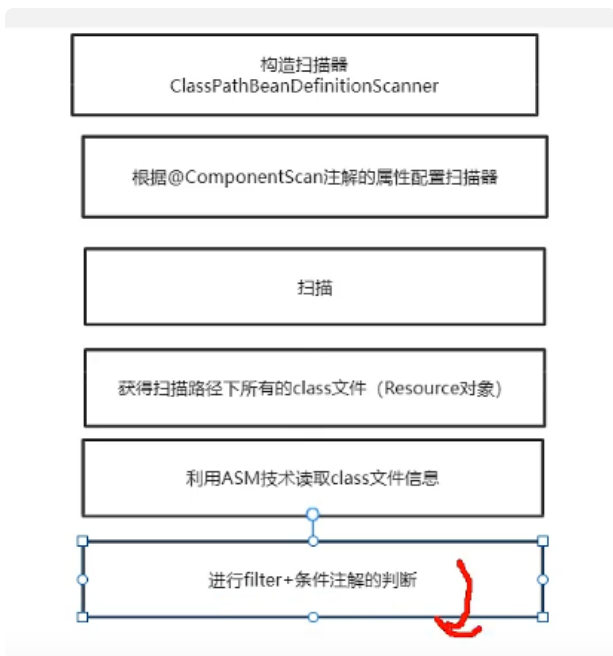 构造扫描器
ClassPathBeanDefinitionScanner
根据@ComponentScan注解的属性配置扫描器
扫描
获得扫描路径下所有的class文件（Resource对象）
利用ASM技术读取class文件信息
进行filter+条件注解的判断